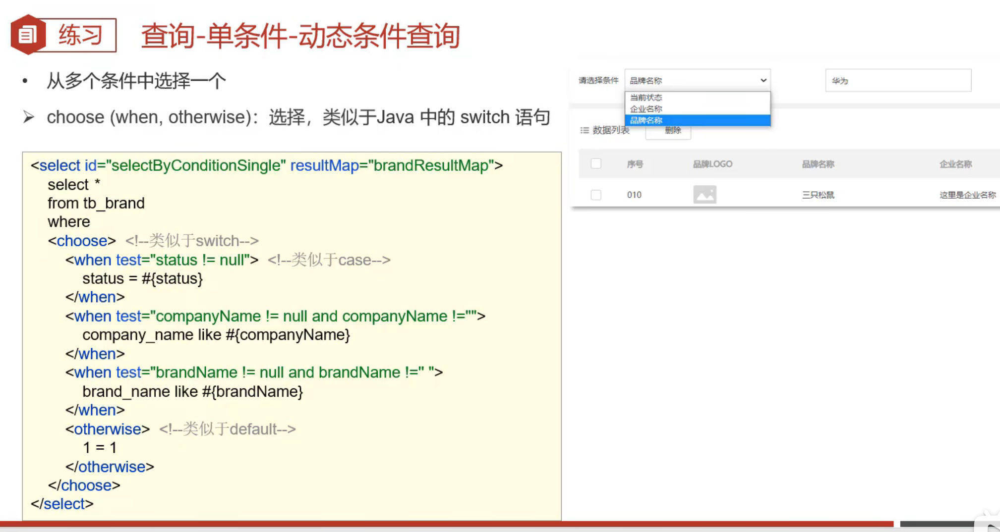 练习
查询-单条件-动态条件查询
• 从多个条件中选择一个
➢ choose (when, otherwise)：选择，类似于Java 中的 switch 语句
<select id="selectByConditionSingle" resultMap="brandResultMap">
select *
from tb_brand
where
<choose> <!--类似于switch-->
<when test="status != null"> <!--类似于case-->
status = #{status}
</when>
<when test="companyName != null and companyName !="">
company_name like #{companyName}
</when>
<when test="brandName != null and brandName !=" ">
brand_name like #{brandName}
</when>
<otherwise> <!--类似于default-->
1 = 1
</otherwise>
</choose>
</select>
请选择条件 品牌名称 华为
当前状态
企业名称
品牌名称
数据列表 删除
序号 品牌LOGO 品牌名称 企业名称
010 三只松鼠 这里是企业名称